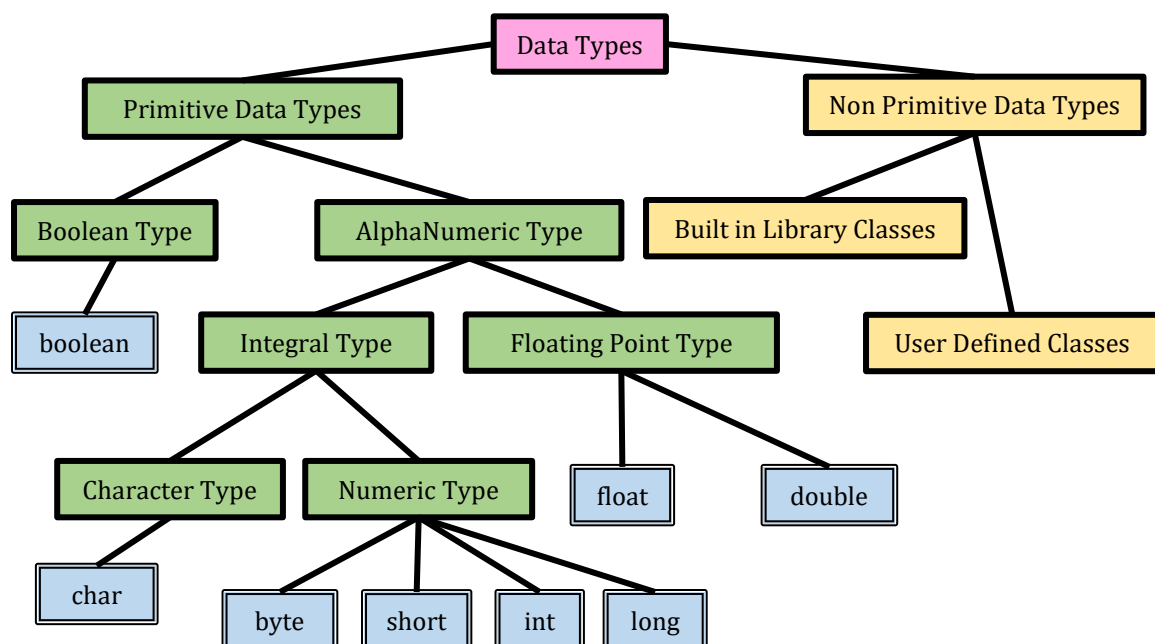 Data Types
Primitive Data Types
Non Primitive Data Types
Boolean Type
AlphaNumeric Type
Built in Library Classes
boolean
Integral Type
Floating Point Type
User Defined Classes
Character Type
Numeric Type
float
double
char
byte
short
int
long